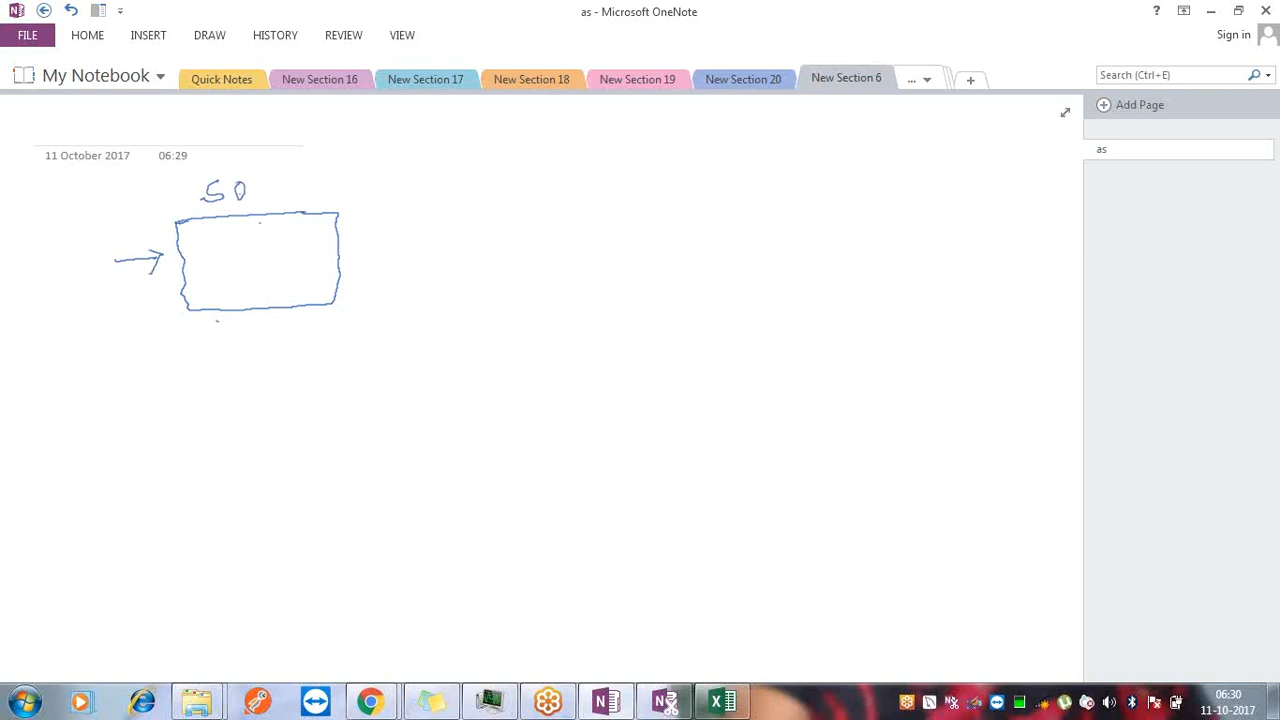 as - Microsoft OneNote
?
Sign in
FILE HOME INSERT DRAW HISTORY REVIEW VIEW
My Notebook Quick Notes New Section 16 New Section 17 New Section 18 New Section 19 New Section 20 New Section 6 ... + Search (Ctrl+E)
Add Page
as
11 October 2017 06:29
SO
06:30
11-10-2017